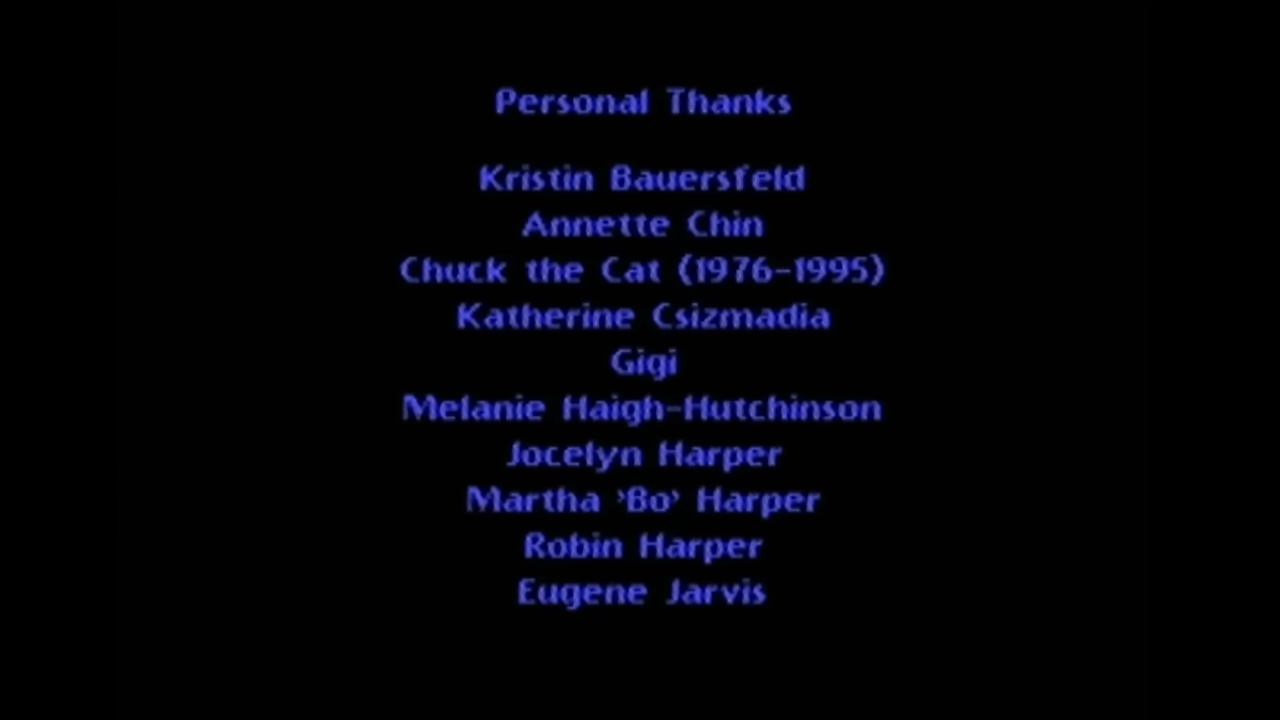 Personal Thanks
Kristin Bauersfeld
Annette Chin
Chuck the Cat (1976-1995)
Katherine Csizmadia
Gigi
Melanie Haigh-Hutchinson
Jocelyn Harper
Martha 'Bo' Harper
Robin Harper
Eugene Jarvis